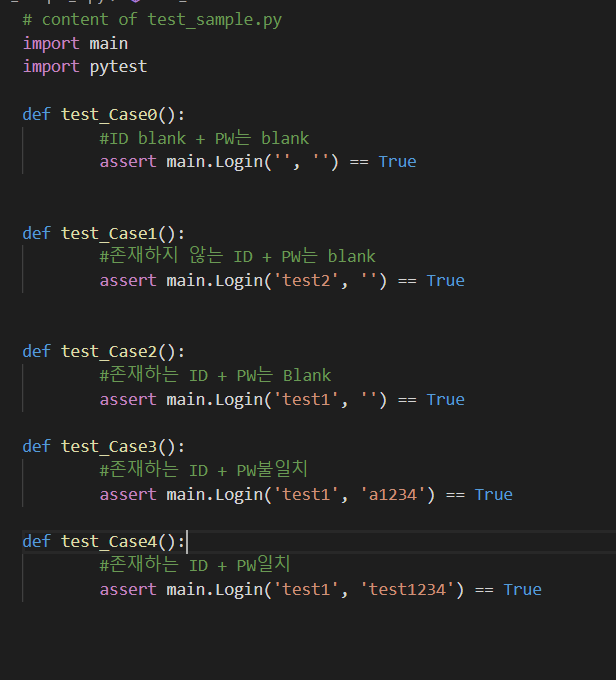 # content of test_sample.py
import main
import pytest
def test_Case0():
#ID blank + PW는 blank
assert main.Login('', '') == True
def test_Case1():
#존재하지 않는 ID + PW는 blank
assert main.Login('test2', '') == True
def test_Case2():
#존재하는 ID + PW는 Blank
assert main.Login('test1', '') == True
def test_Case3():
#존재하는 ID + PW불일치
assert main.Login('test1', 'a1234') == True
def test_Case4():
#존재하는 ID + PW일치
assert main.Login('test1', 'test1234') == True